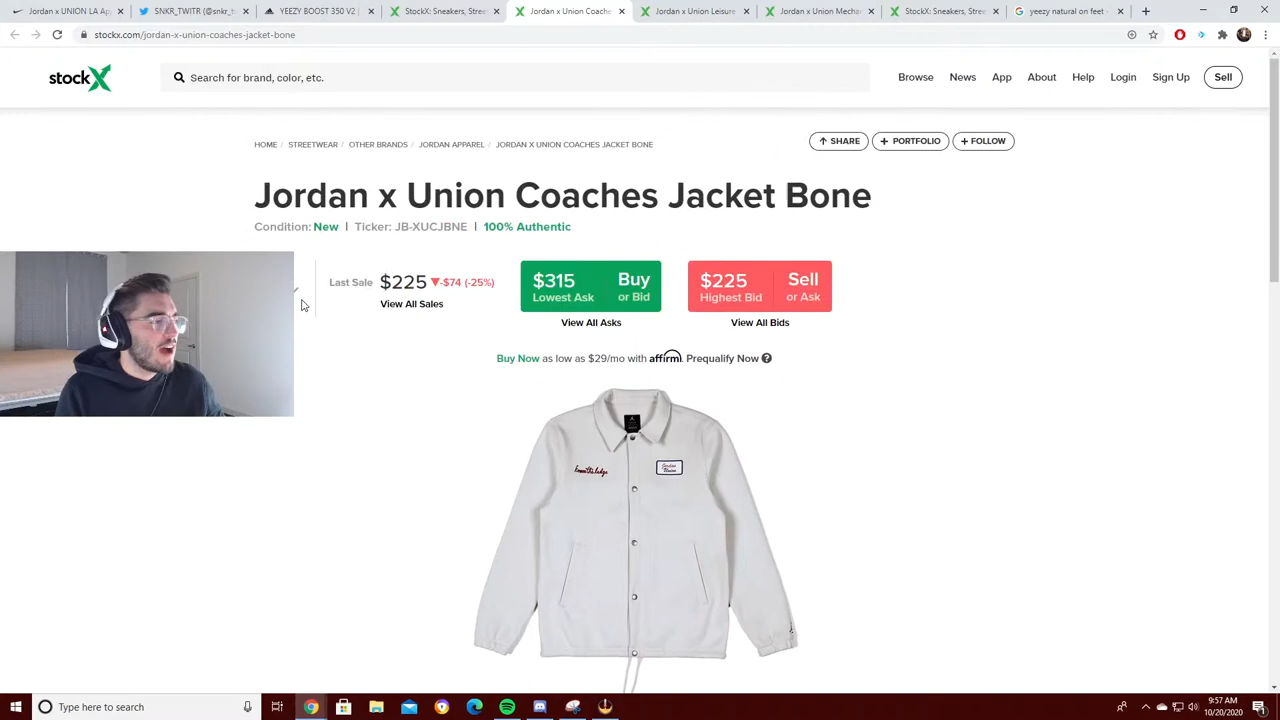 Jordan x UNION LA Ap
SNKR_TWITR (@snkr_t
YEEZY BOOST 350 V2
StockX: Sneakers, Stre
Jordan x Union Coache
Jordan x Union Leisure
Jordan x Union Mecha
StockX: Sneakers, Stre
yeezy natural on feet -
stockx.com/jordan-x-union-coaches-jacket-bone
stockX
Search for brand, color, etc.
Browse News App About Help Login Sign Up Sell
HOME / STREETWEAR / OTHER BRANDS / JORDAN APPAREL / JORDAN X UNION COACHES JACKET BONE
SHARE
+ PORTFOLIO
+ FOLLOW
Jordan x Union Coaches Jacket Bone
Condition: New | Ticker: JB-XUCJBNE | 100% Authentic
Last Sale $225 ▼-$74 (-25%)
View All Sales
$315 Buy
Lowest Ask or Bid
View All Asks
$225 Sell
Highest Bid or Ask
View All Bids
Buy Now as low as $29/mo with affirm. Prequalify Now ?
Jordan
Union
Type here to search
9:57 AM
10/20/2020